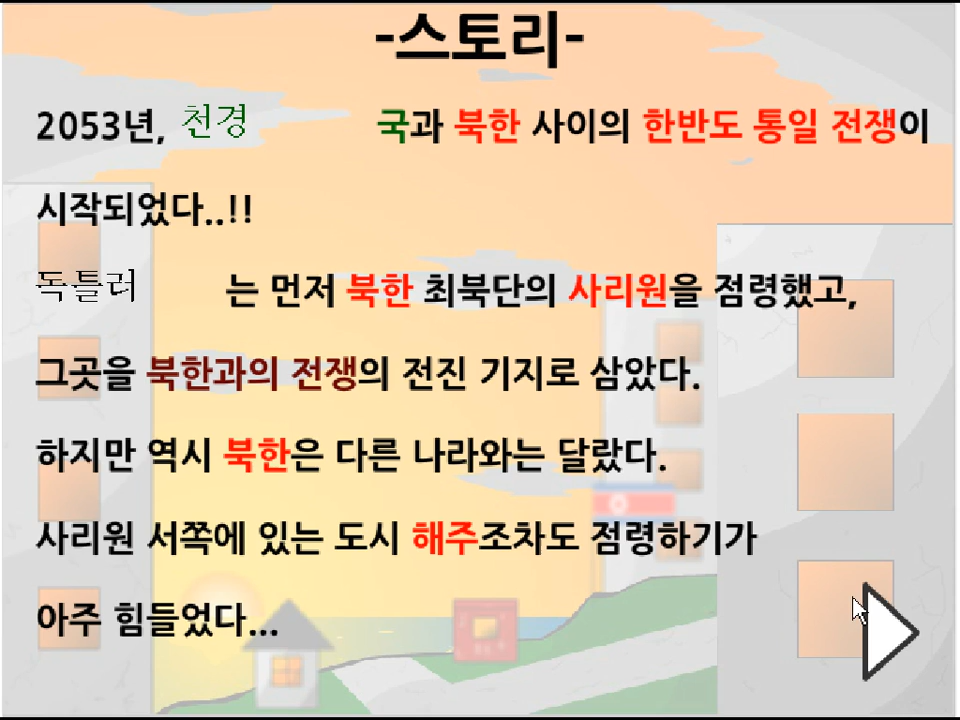 -스토리-
2053년, 천경 국과 북한 사이의 한반도 통일 전쟁이
시작되었다..!!
독틀러 는 먼저 북한 최북단의 사리원을 점령했고,
그곳을 북한과의 전쟁의 전진 기지로 삼았다.
하지만 역시 북한은 다른 나라와는 달랐다.
사리원 서쪽에 있는 도시 해주조차도 점령하기가
아주 힘들었다...